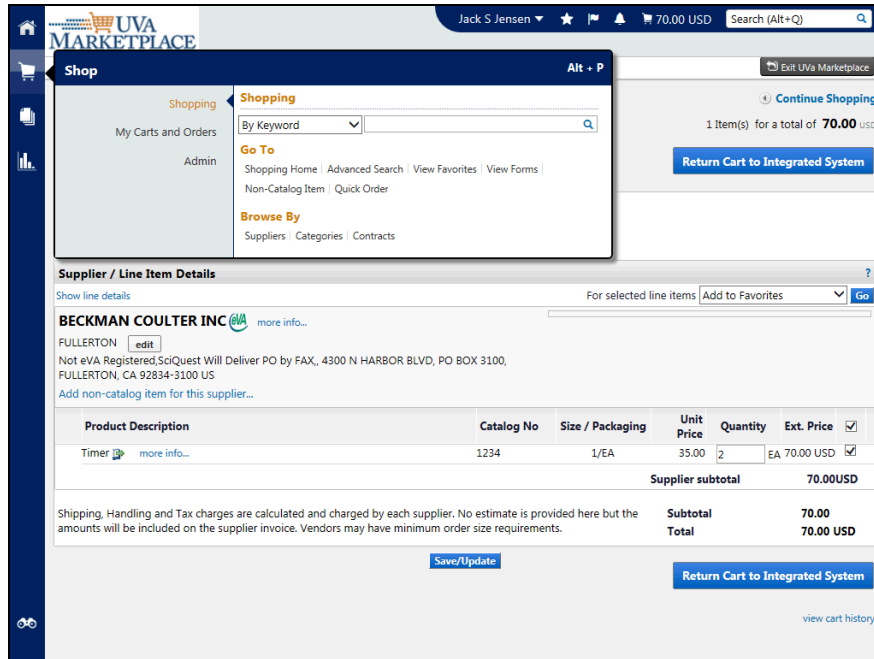 UVA
MARKETPLACE
Jack S Jensen 70.00 USD Search (Alt+Q)
Shop Alt + P
Exit UVa Marketplace
Shopping
My Carts and Orders
Admin
Shopping
By Keyword
Go To
Shopping Home | Advanced Search | View Favorites | View Forms
Non-Catalog Item | Quick Order
Browse By
Suppliers | Categories | Contracts
Continue Shopping
1 Item(s) for a total of 70.00 USD
Return Cart to Integrated System
Supplier / Line Item Details ?
Show line details For selected line items Add to Favorites Go
BECKMAN COULTER INC eVA more info...
FULLERTON edit
Not eVA Registered,SciQuest Will Deliver PO by FAX,, 4300 N HARBOR BLVD, PO BOX 3100,
FULLERTON, CA 92834-3100 US
Add non-catalog item for this supplier...
Product Description Catalog No Size / Packaging Unit Price Quantity Ext. Price
Timer more info... 1234 1/EA 35.00 2 EA 70.00 USD
Supplier subtotal 70.00USD
Shipping, Handling and Tax charges are calculated and charged by each supplier. No estimate is provided here but the
amounts will be included on the supplier invoice. Vendors may have minimum order size requirements.
Subtotal 70.00
Total 70.00 USD
Save/Update
Return Cart to Integrated System
view cart history